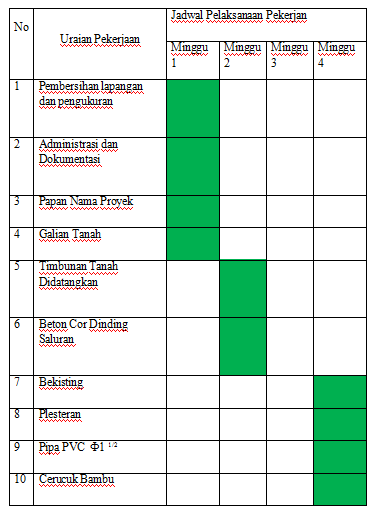 No
Uraian Pekerjaan
Jadwal Pelaksanaan Pekerjan
Minggu 1
Minggu 2
Minggu 3
Minggu 4
1
Pembersihan lapangan
dan pengukuran
2
Administrasi dan
Dokumentasi
3
Papan Nama Proyek
4
Galian Tanah
5
Timbunan Tanah
Didatangkan
6
Beton Cor Dinding
Saluran
7
Bekisting
8
Plesteran
9
Pipa PVC Φ1 1/2
10
Cerucuk Bambu